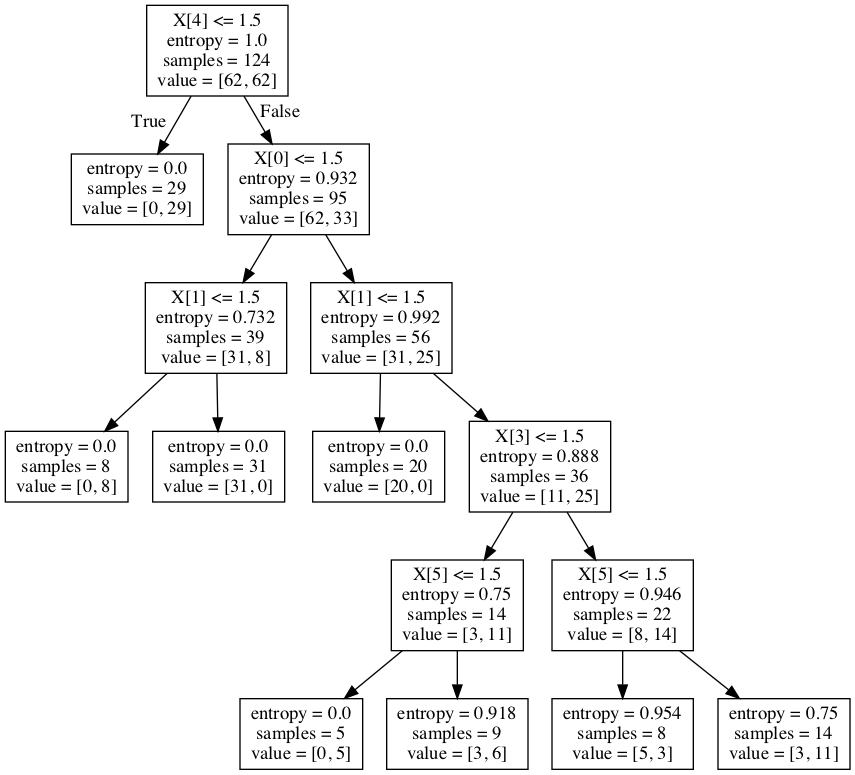 X[4] <= 1.5
entropy = 1.0
samples = 124
value = [62, 62]
True
False
entropy = 0.0
samples = 29
value = [0, 29]
X[0] <= 1.5
entropy = 0.932
samples = 95
value = [62, 33]
X[1] <= 1.5
entropy = 0.732
samples = 39
value = [31, 8]
X[1] <= 1.5
entropy = 0.992
samples = 56
value = [31, 25]
entropy = 0.0
samples = 8
value = [0, 8]
entropy = 0.0
samples = 31
value = [31, 0]
entropy = 0.0
samples = 20
value = [20, 0]
X[3] <= 1.5
entropy = 0.888
samples = 36
value = [11, 25]
X[5] <= 1.5
entropy = 0.75
samples = 14
value = [3, 11]
X[5] <= 1.5
entropy = 0.946
samples = 22
value = [8, 14]
entropy = 0.0
samples = 5
value = [0, 5]
entropy = 0.918
samples = 9
value = [3, 6]
entropy = 0.954
samples = 8
value = [5, 3]
entropy = 0.75
samples = 14
value = [3, 11]